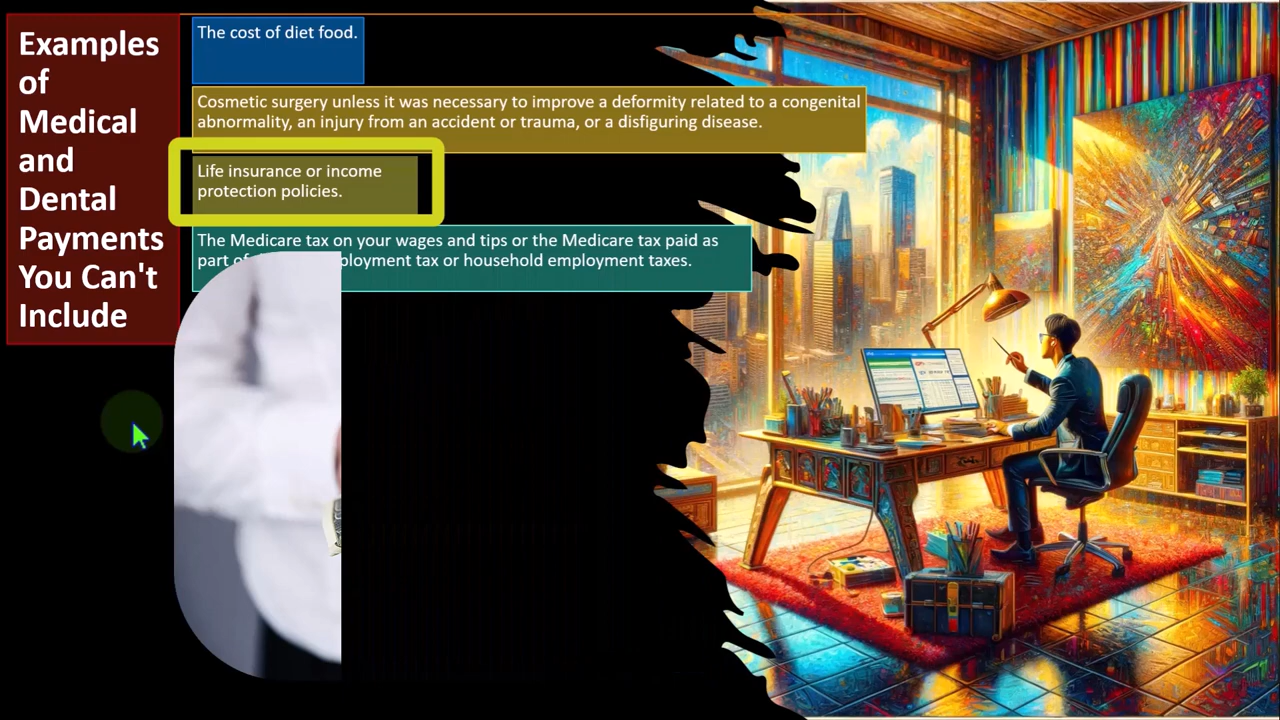 Examples
of
Medical
and
Dental
Payments
You Can't
Include
The cost of diet food.
Cosmetic surgery unless it was necessary to improve a deformity related to a congenital
abnormality, an injury from an accident or trauma, or a disfiguring disease.
Life insurance or income
protection policies.
The Medicare tax on your wages and tips or the Medicare tax paid as
part of ployment tax or household employment taxes.